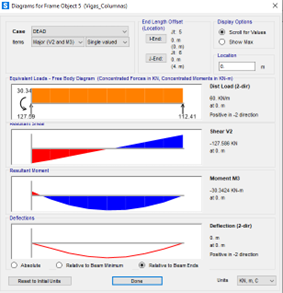 Diagrams for Frame Object 5 (Vigas_Columnas)
Case DEAD
Items Major (V2 and M3) Single valued
End Length Offset
(Location)
Jt: 5
I-End:
0. m
(0. m)
Jt: 6
J-End:
0. m
(4. m)
Display Options
Scroll for Values
Show Max
Location
0. m
Equivalent Loads - Free Body Diagram (Concentrated Forces in KN, Concentrated Moments in KN-m)
30.34
127.59
112.41
Dist Load (2-dir)
60. KN/m
at 0. m
Positive in -2 direction
Resultant Shear
Shear V2
-127.586 KN
at 0. m
Resultant Moment
Moment M3
-30.3424 KN-m
at 0. m
Deflections
Deflection (2-dir)
0. m
at 0. m
Positive in -2 direction
Absolute
Relative to Beam Minimum
Relative to Beam Ends
Reset to Initial Units
Done
Units KN, m, C